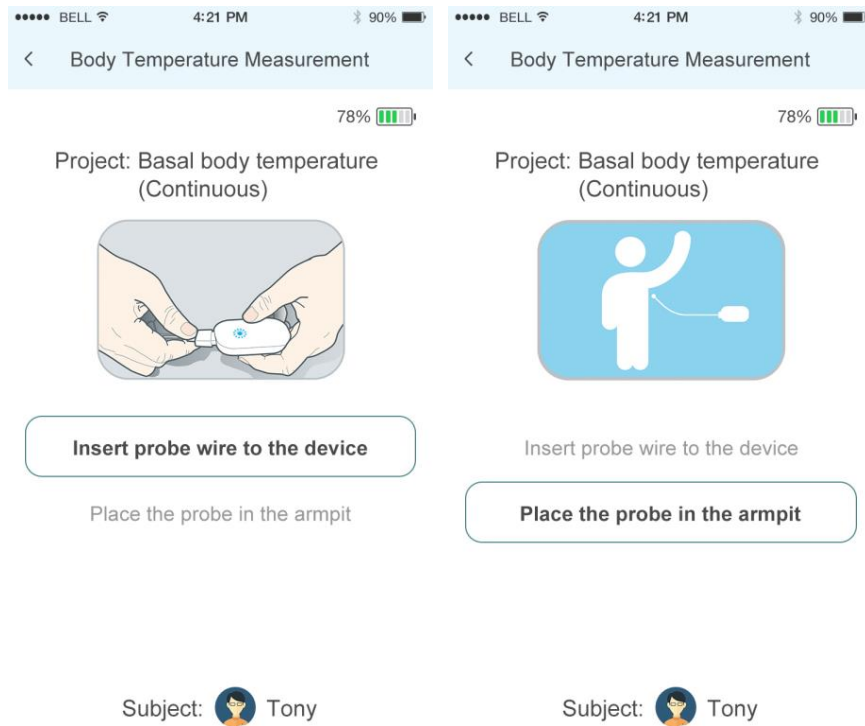 BELL 4:21 PM 90%
Body Temperature Measurement
78%
Project: Basal body temperature
(Continuous)
Insert probe wire to the device
Place the probe in the armpit
Subject: Tony
BELL 4:21 PM 90%
Body Temperature Measurement
78%
Project: Basal body temperature
(Continuous)
Insert probe wire to the device
Place the probe in the armpit
Subject: Tony